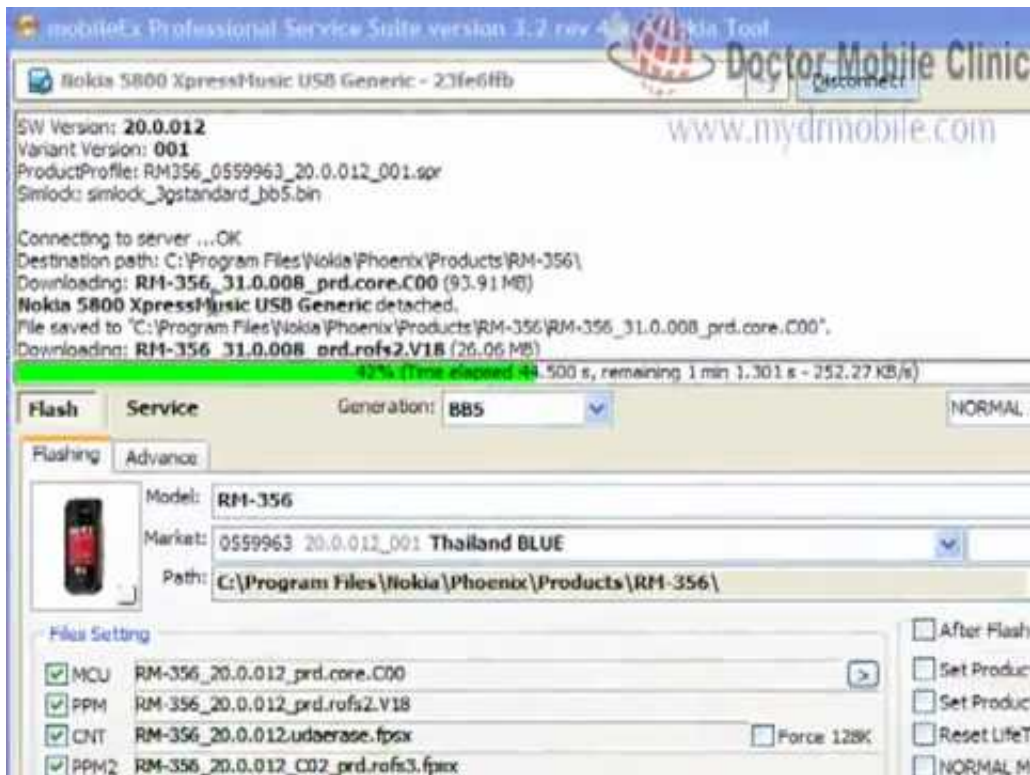 mobileEx Professional Service Suite version 3.2 rev Tool
Doctor Mobile Clinic
www.mydrmobile.com
Nokia 5800 XpressMusic USB Generic - 23fe6ffb
Disconnect
SW Version: 20.0.012
Variant Version: 001
ProductProfile: RM356_0559963_20.0.012_001.spr
Simlock: simlock_3gstandard_bb5.bin
Connecting to server ...OK
Destination path: C:\Program Files\Nokia\Phoenix\Products\RM-356\
Downloading: RM-356_31.0.008_prd.core.C00 (93.91 MB)
Nokia 5800 XpressMusic USB Generic detached.
File saved to "C:\Program Files\Nokia\Phoenix\Products\RM-356\RM-356_31.0.008_prd.core.C00".
Downloading: RM-356_31.0.008_prd.rofs2.V18 (26.06 MB)
42% (Time elapsed 44.500 s, remaining 1 min 1.301 s - 252.27 KB/s)
Flash Service Generation: BB5 NORMAL
Flashing Advance
Model: RM-356
Market: 0559963 20.0.012_001 Thailand BLUE
Path: C:\Program Files\Nokia\Phoenix\Products\RM-356\
Files Setting
After Flash
MCU RM-356_20.0.012_prd.core.C00 >
Set Produc
PPM RM-356_20.0.012_prd.rofs2.V18
Set Produc
CNT RM-356_20.0.012.udaerase.fpsx Force 128K
Reset LifeT
PPM2 RM-356_20.0.012_C02_prd.rofs3.fpsx
NORMAL M